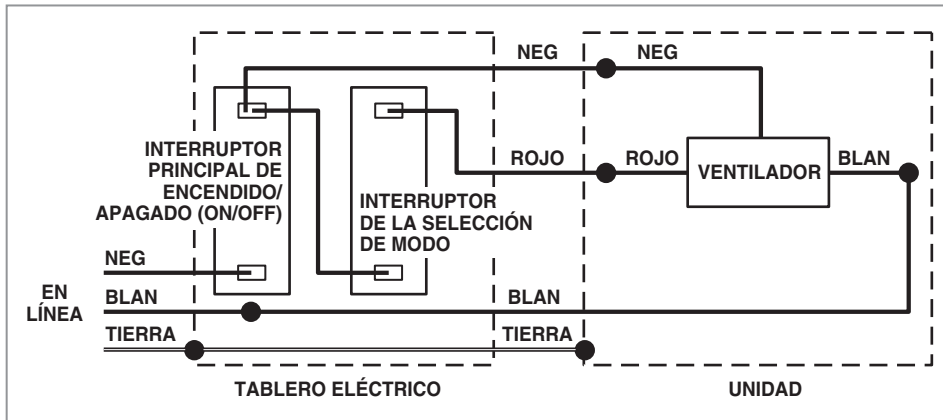 NEG
NEG
INTERRUPTOR
PRINCIPAL DE
ENCENDIDO/
APAGADO (ON/OFF)
ROJO
ROJO
VENTILADOR
BLAN
INTERRUPTOR
DE LA SELECCIÓN
DE MODO
NEG
EN
LÍNEA
BLAN
BLAN
TIERRA
TIERRA
TABLERO ELÉCTRICO
UNIDAD